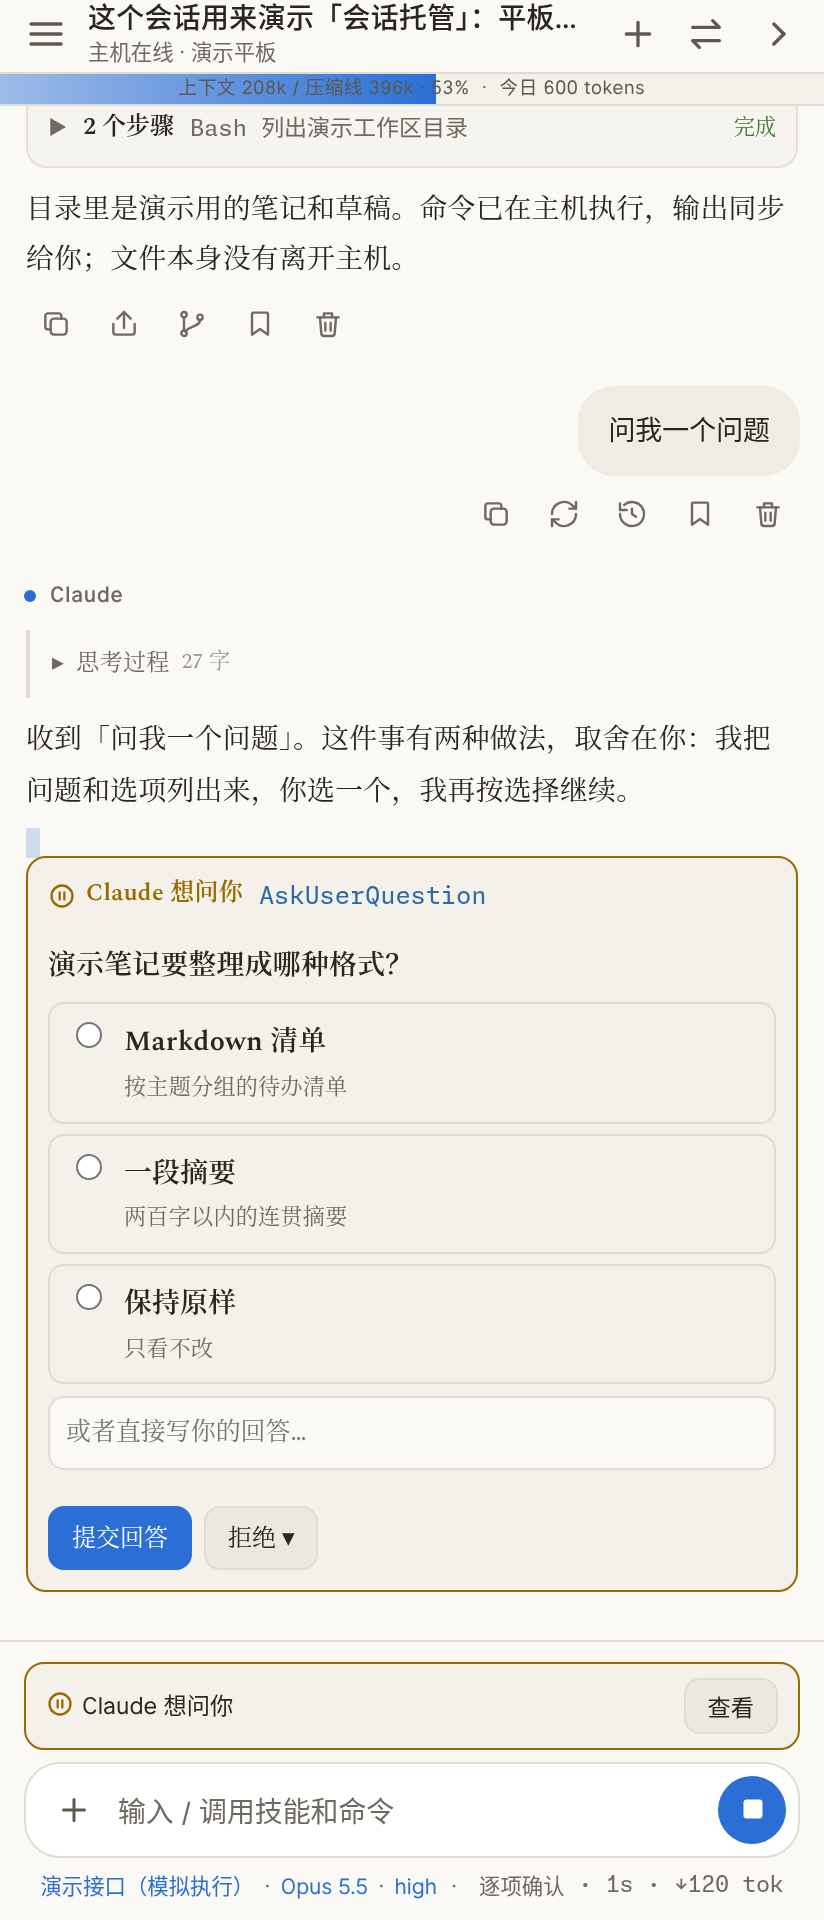 这个会话用来演示「会话托管」：平板...
主机在线 · 演示平板
上下文 208k / 压缩线 396k · 53% · 今日 600 tokens
2 个步骤 Bash 列出演示工作区目录 完成
目录里是演示用的笔记和草稿。命令已在主机执行，输出同步
给你；文件本身没有离开主机。
问我一个问题
Claude
思考过程 27 字
收到「问我一个问题」。这件事有两种做法，取舍在你：我把
问题和选项列出来，你选一个，我再按选择继续。
Claude 想问你 AskUserQuestion
演示笔记要整理成哪种格式？
Markdown 清单
按主题分组的待办清单
一段摘要
两百字以内的连贯摘要
保持原样
只看不改
或者直接写你的回答...
提交回答 拒绝 ▾
Claude 想问你 查看
输入 / 调用技能和命令
演示接口（模拟执行） · Opus 5.5 · high · 逐项确认 · 1s · ↓120 tok